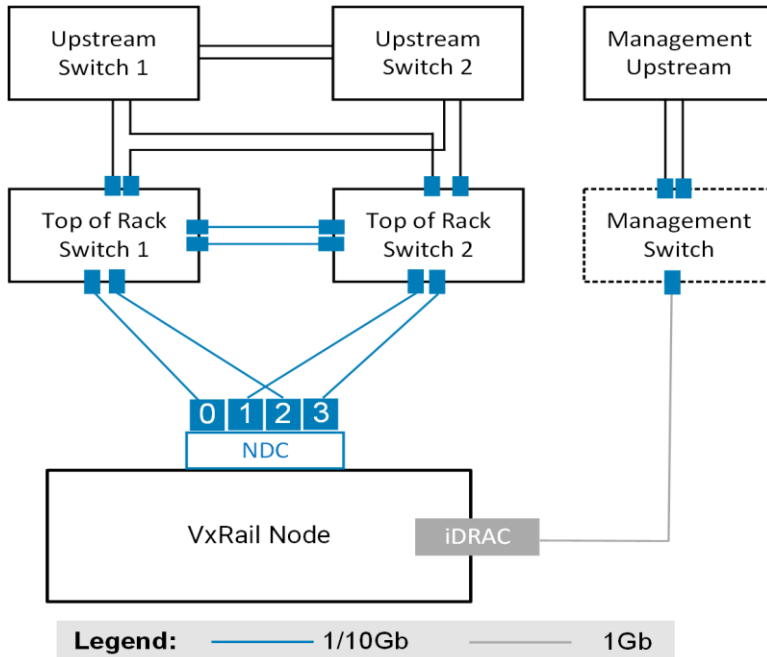 Upstream
Switch 1
Upstream
Switch 2
Management
Upstream
Top of Rack
Switch 1
Top of Rack
Switch 2
Management
Switch
0 1 2 3
NDC
VxRail Node
iDRAC
Legend: 1/10Gb 1Gb